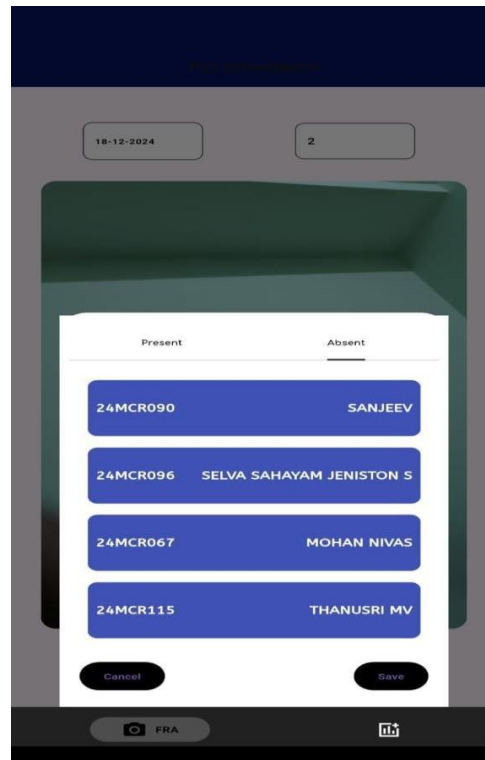 18-12-2024 2
Present Absent
24MCR090 SANJEEV
24MCR096 SELVA SAHAYAM JENISTON S
24MCR067 MOHAN NIVAS
24MCR115 THANUSRI MV
Cancel Save
FRA